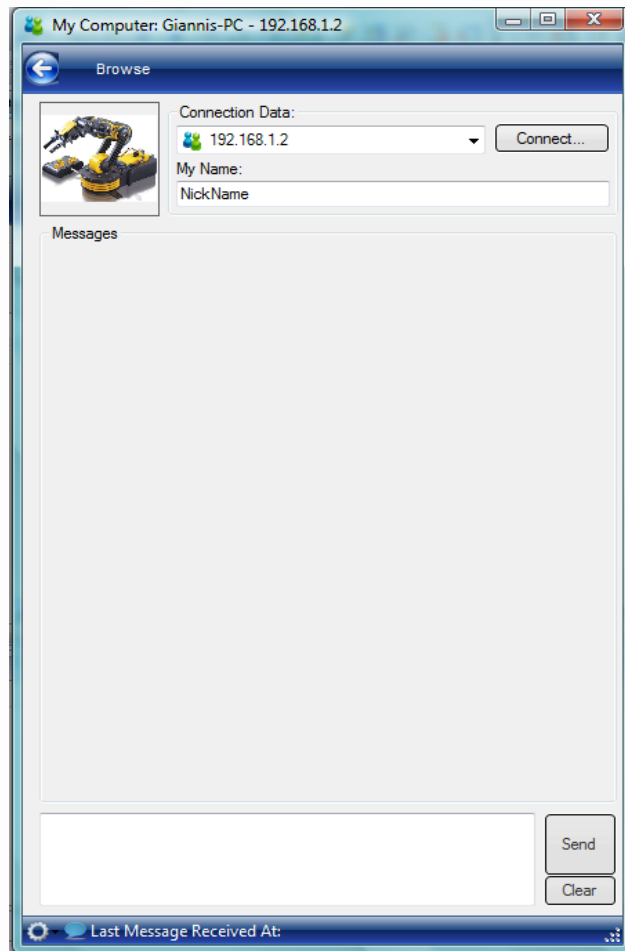 My Computer: Giannis-PC - 192.168.1.2
Browse
Connection Data:
192.168.1.2
Connect...
My Name:
NickName
Messages
Send
Clear
Last Message Received At: